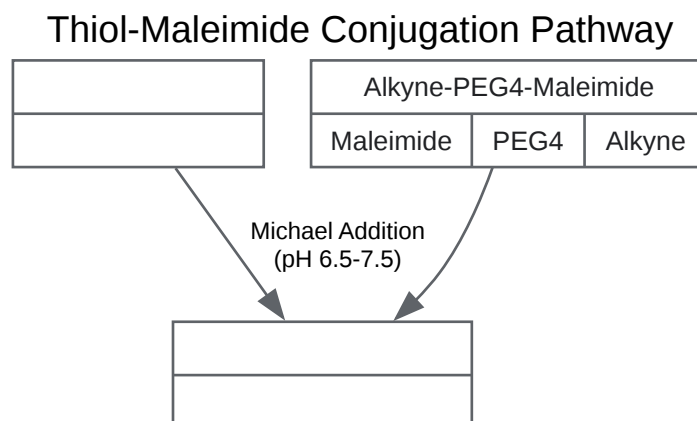 Thiol-Maleimide Conjugation Pathway
Alkyne-PEG4-Maleimide
Maleimide
PEG4
Alkyne
Michael Addition
(pH 6.5-7.5)